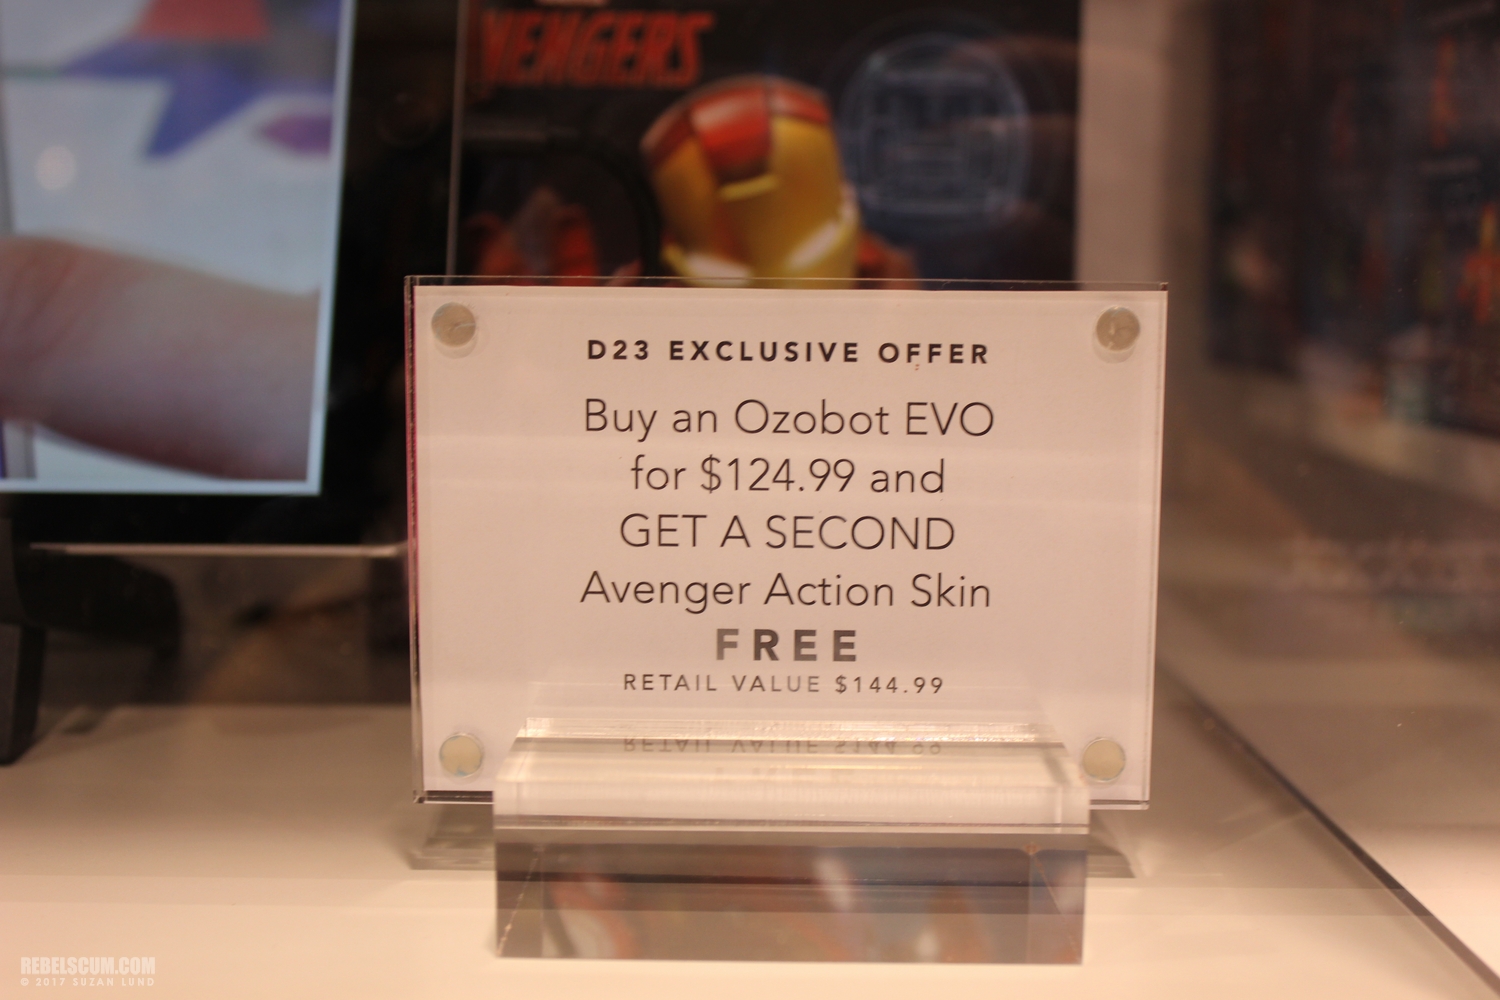 VENGERS
D23 EXCLUSIVE OFFER
Buy an Ozobot EVO
for $124.99 and
GET A SECOND
Avenger Action Skin
FREE
RETAIL VALUE $144.99
REBELSCUM.COM
© 2017 SUZAN LUND